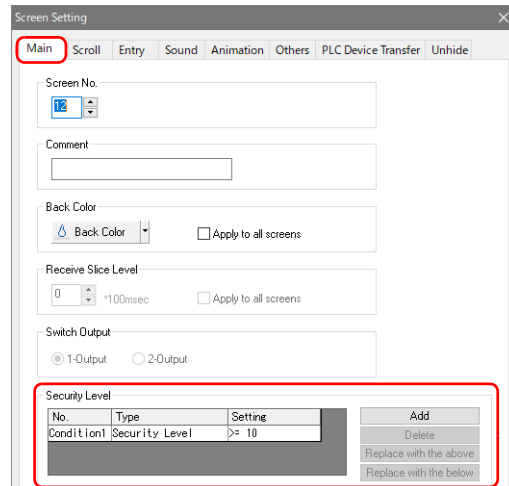 Screen Setting
Main Scroll Entry Sound Animation Others PLC Device Transfer Unhide
Screen No.
12
Comment
Back Color
Back Color Apply to all screens
Receive Slice Level
0 *100msec Apply to all screens
Switch Output
1-Output 2-Output
Security Level
No. Type Setting Add
Condition1 Security Level >= 10 Delete
Replace with the above
Replace with the below